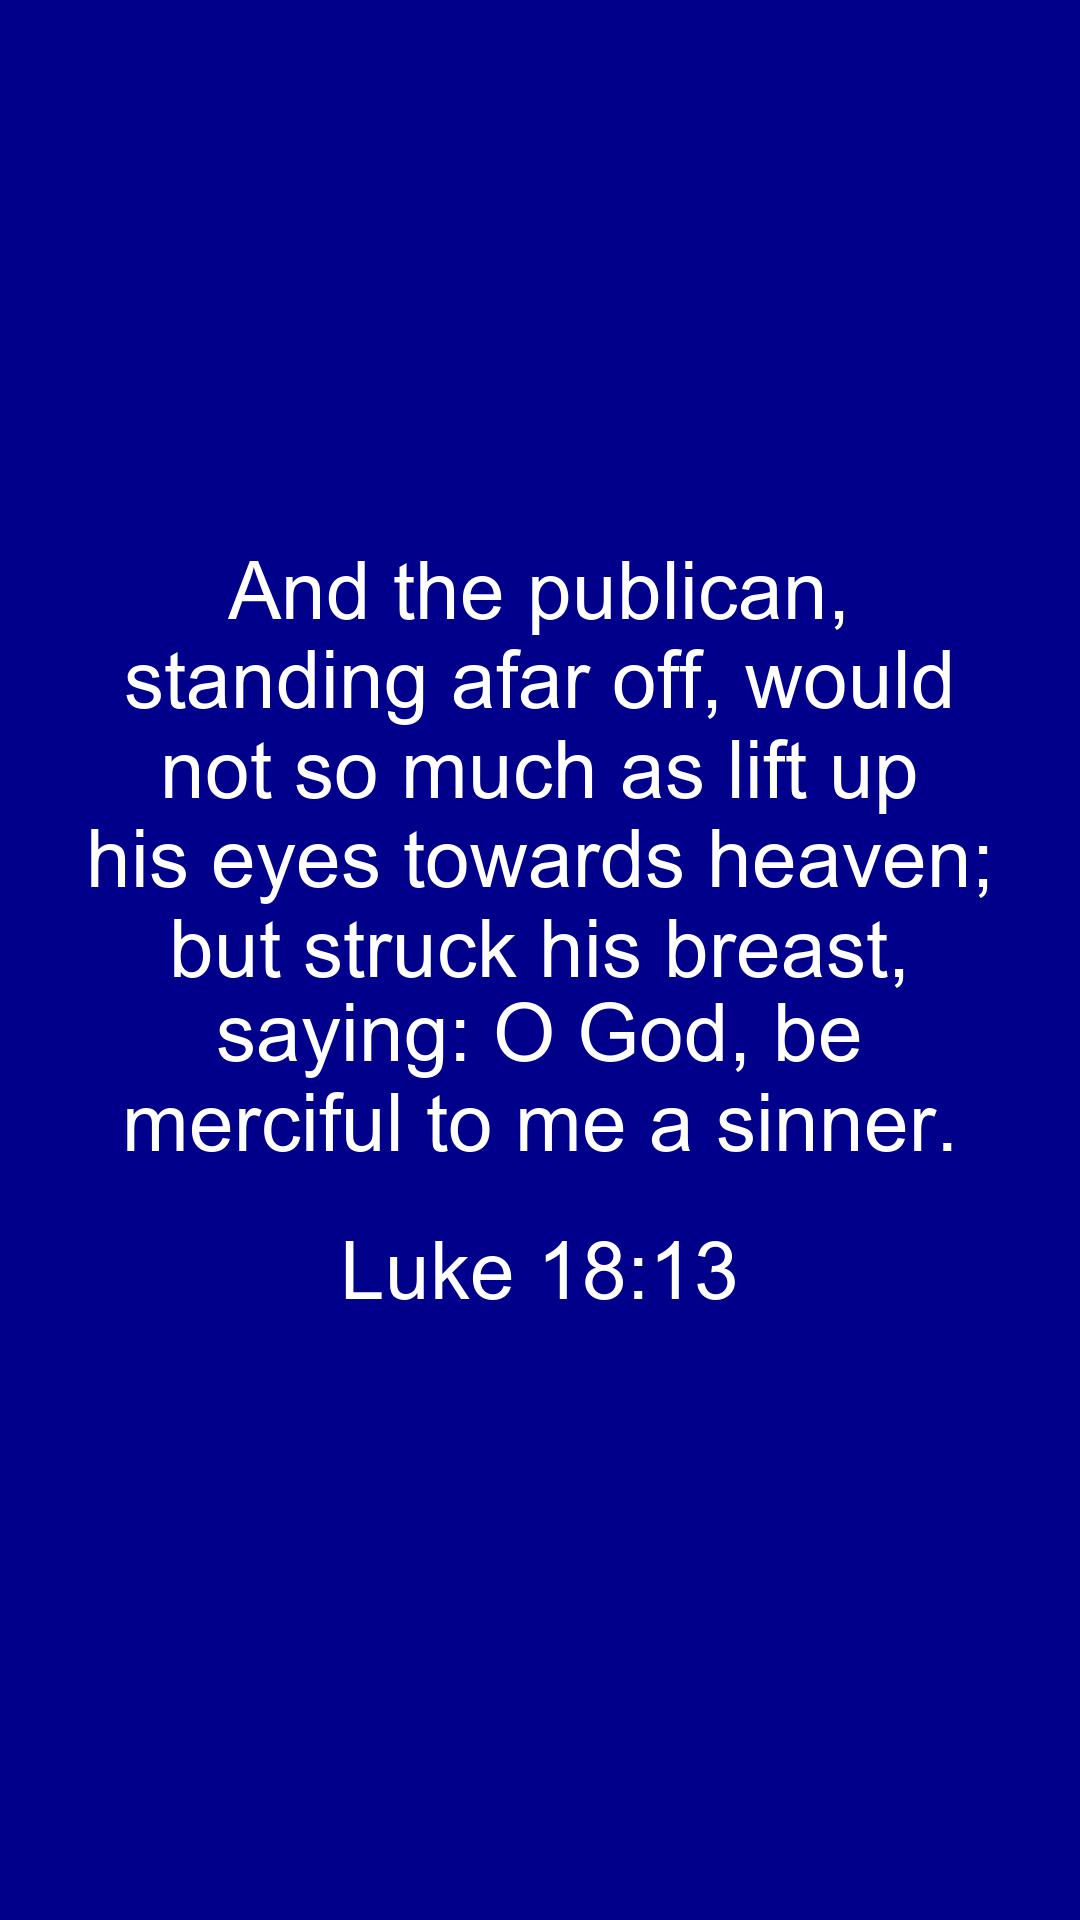 And the publican,
standing afar off, would
not so much as lift up
his eyes towards heaven;
but struck his breast,
saying: O God, be
merciful to me a sinner.
Luke 18:13